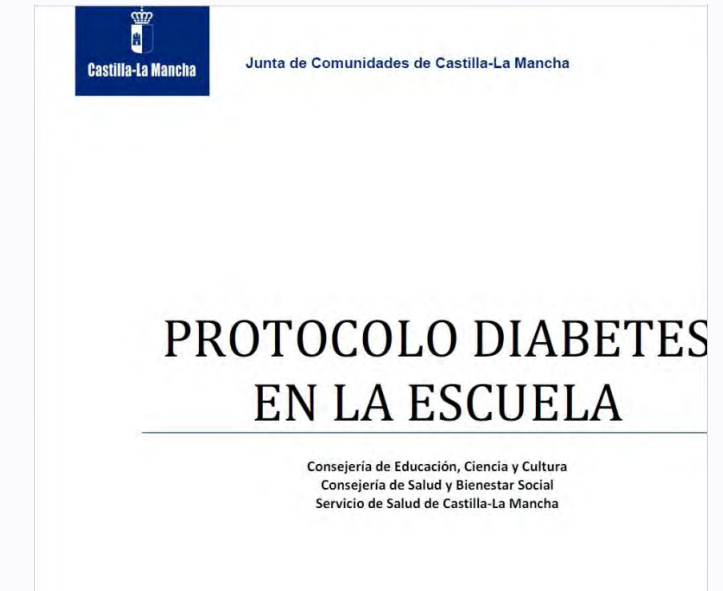 Castilla-La Mancha
Junta de Comunidades de Castilla-La Mancha
PROTOCOLO DIABETES
EN LA ESCUELA
Consejería de Educación, Ciencia y Cultura
Consejería de Salud y Bienestar Social
Servicio de Salud de Castilla-La Mancha